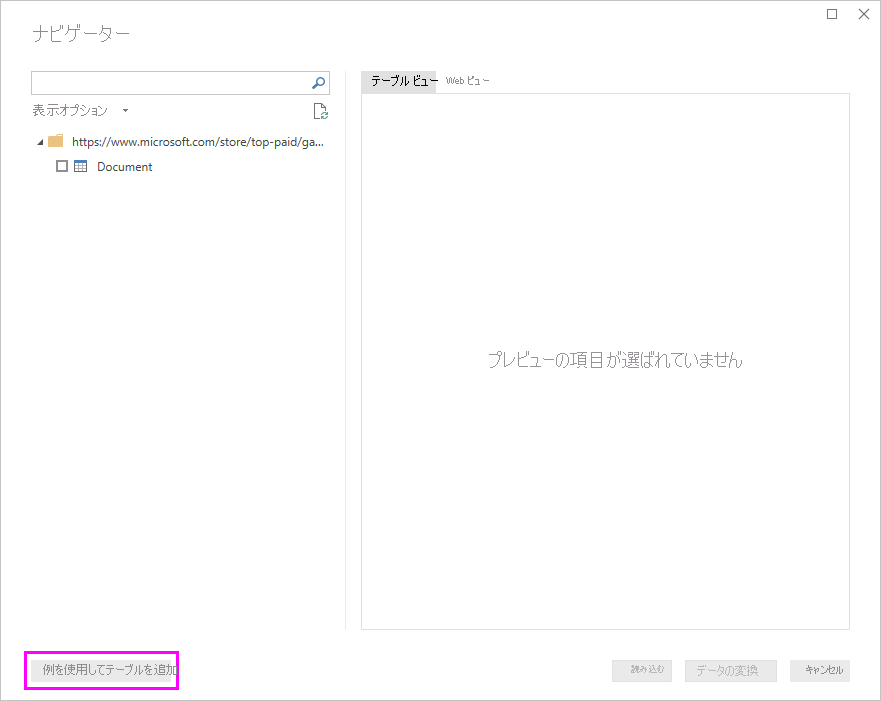 ナビゲーター
表示オプション
https://www.microsoft.com/store/top-paid/ga...
Document
テーブル ビュー Web ビュー
プレビューの項目が選ばれていません
例を使用してテーブルを追加
読み込む データの変換 キャンセル